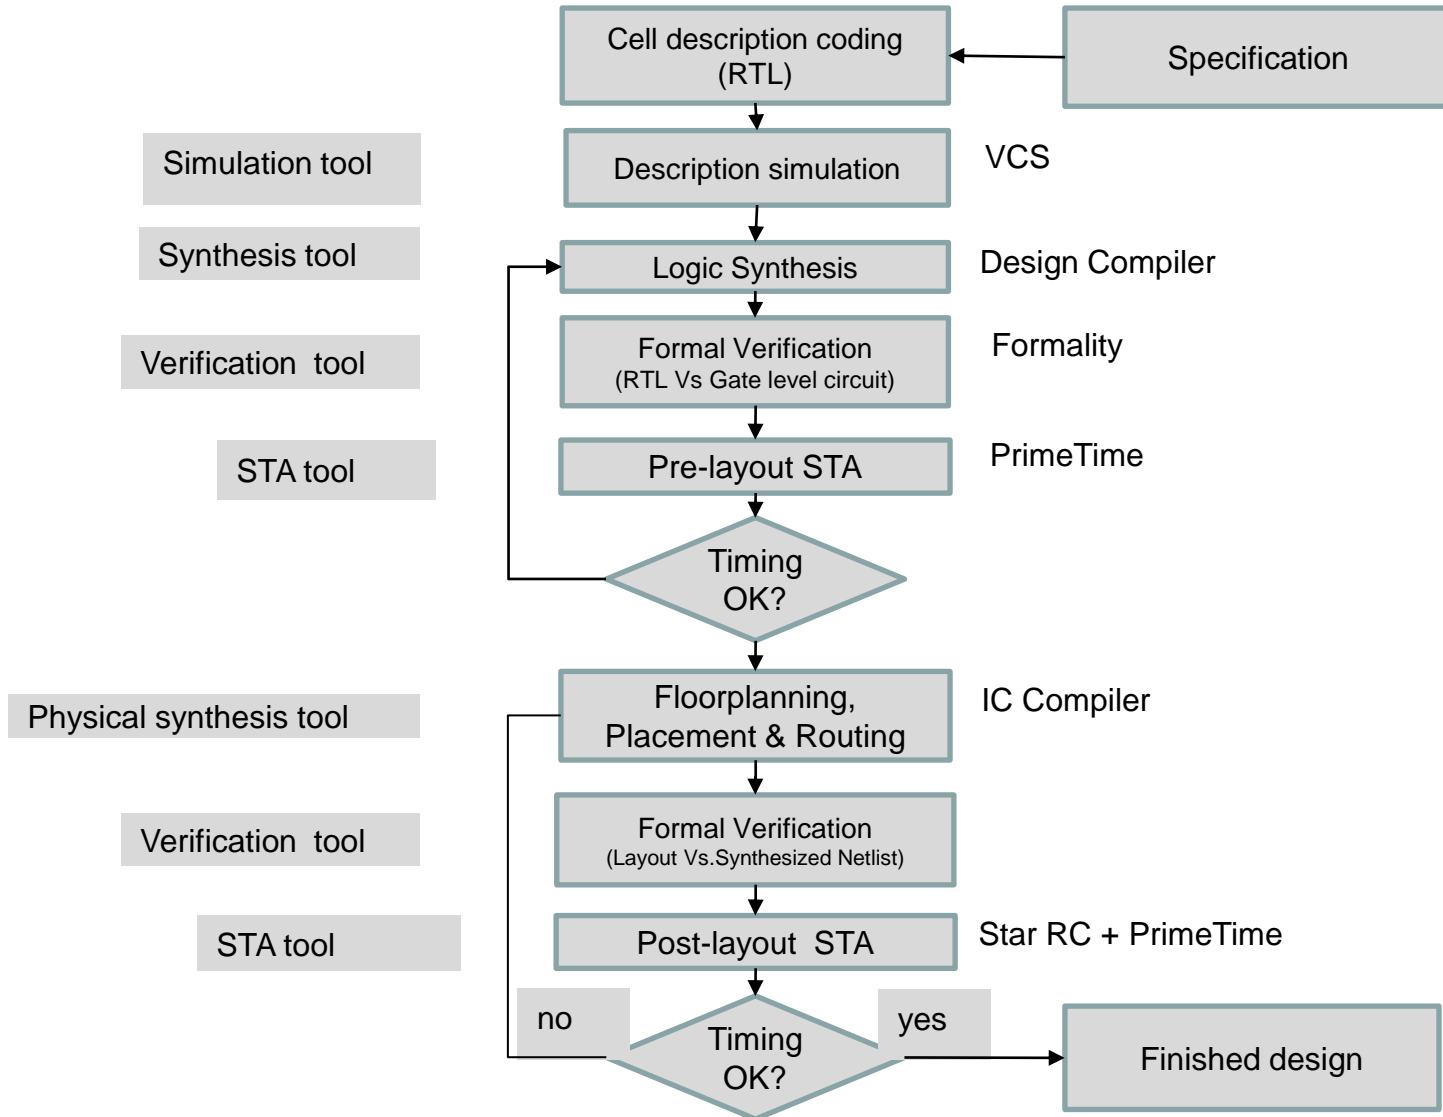 Cell description coding
(RTL)
Specification
Simulation tool
Description simulation
VCS
Synthesis tool
Logic Synthesis
Design Compiler
Verification  tool
Formal Verification
(RTL Vs Gate level circuit)
Formality
STA tool
Pre-layout STA
PrimeTime
Timing
OK?
Physical synthesis tool
Floorplanning,
Placement & Routing
IC Compiler
Verification  tool
Formal Verification
(Layout Vs.Synthesized Netlist)
STA tool
Post-layout  STA
Star RC + PrimeTime
no
Timing
OK?
yes
Finished design